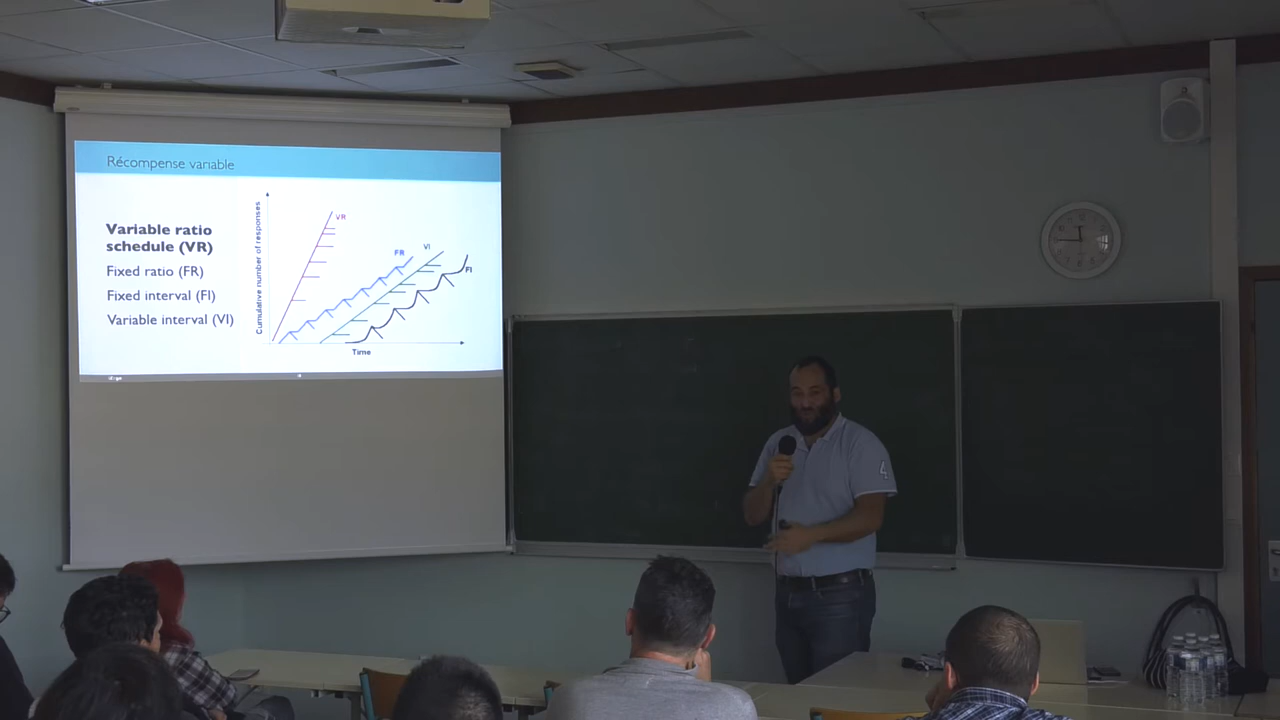 Récompense variable
Variable ratio
schedule (VR)
Fixed ratio (FR)
Fixed interval (FI)
Variable interval (VI)
Cumulative number of responses
VR
FR
VI
FI
Time
4